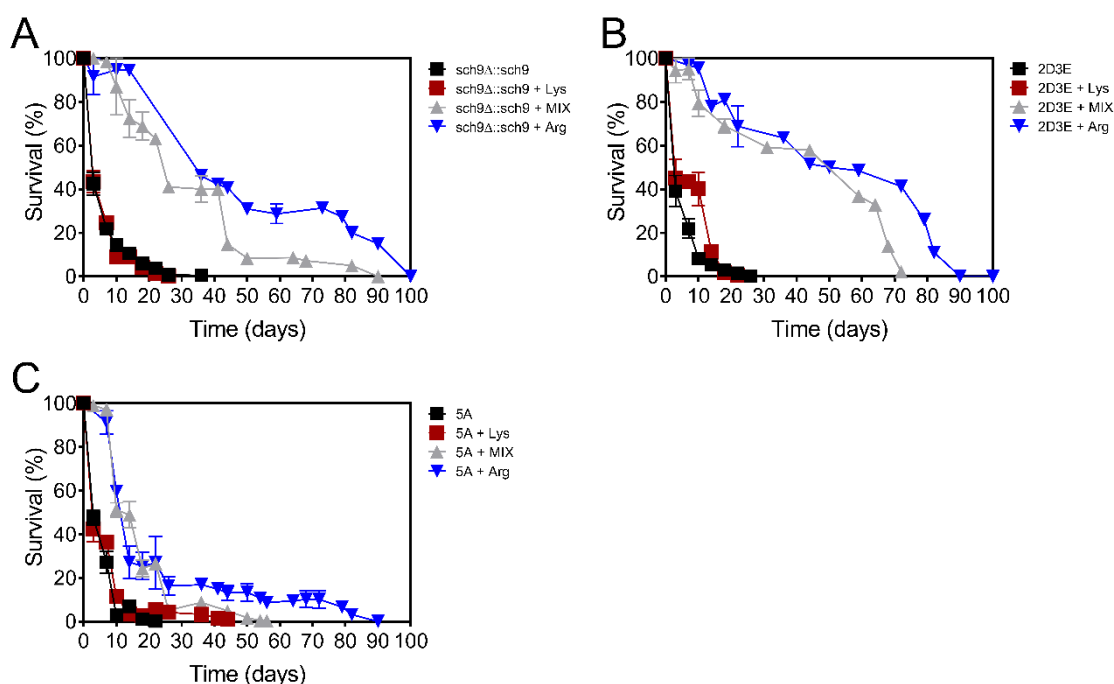 A
Survival (%)
100
80
60
40
20
0
0 10 20 30 40 50 60 70 80 90 100
Time (days)
sch9Δ::sch9
sch9Δ::sch9 + Lys
sch9Δ::sch9 + MIX
sch9Δ::sch9 + Arg
B
Survival (%)
100
80
60
40
20
0
0 10 20 30 40 50 60 70 80 90 100
Time (days)
2D3E
2D3E + Lys
2D3E + MIX
2D3E + Arg
C
Survival (%)
100
80
60
40
20
0
0 10 20 30 40 50 60 70 80 90 100
Time (days)
5A
5A + Lys
5A + MIX
5A + Arg